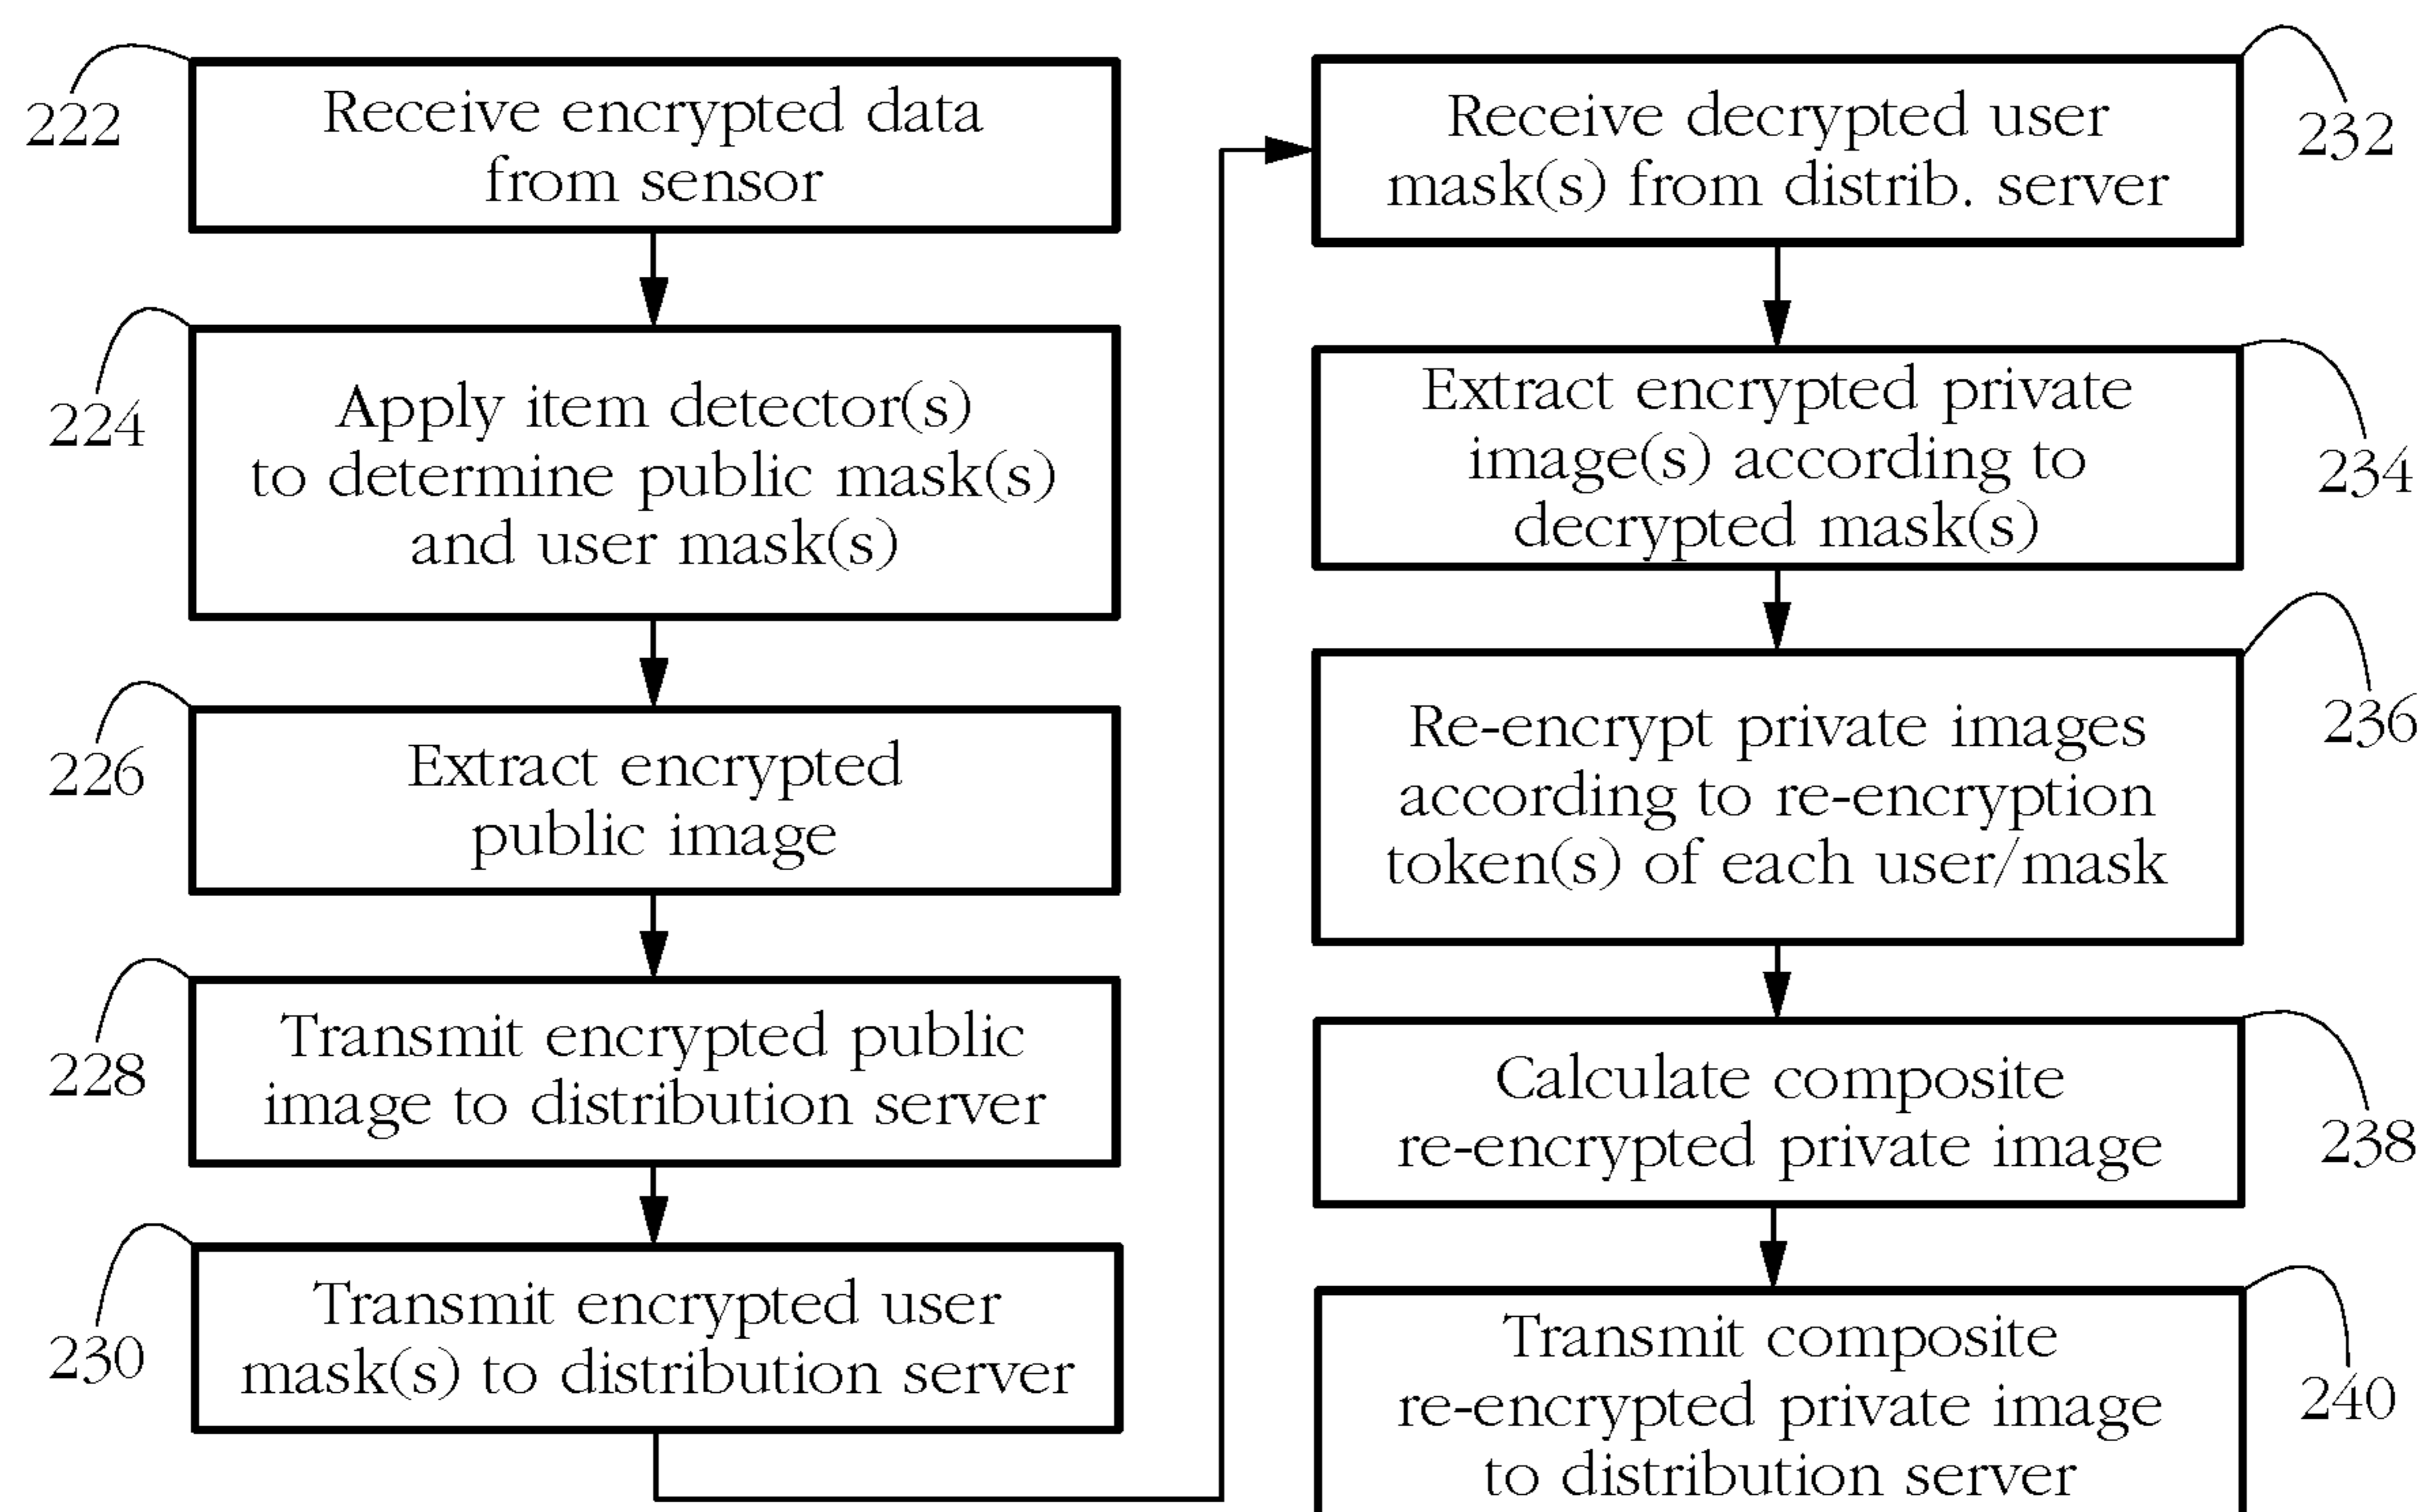 222
Receive encrypted data
from sensor
224
Apply item detector(s)
to determine public mask(s)
and user mask(s)
226
Extract encrypted
public image
228
Transmit encrypted public
image to distribution server
230
Transmit encrypted user
mask(s) to distribution server
Receive decrypted user
mask(s) from distrib. server
232
Extract encrypted private
image(s) according to
decrypted mask(s)
234
Re-encrypt private images
according to re-encryption
token(s) of each user/mask
236
Calculate composite
re-encrypted private image
238
Transmit composite
re-encrypted private image
to distribution server
240